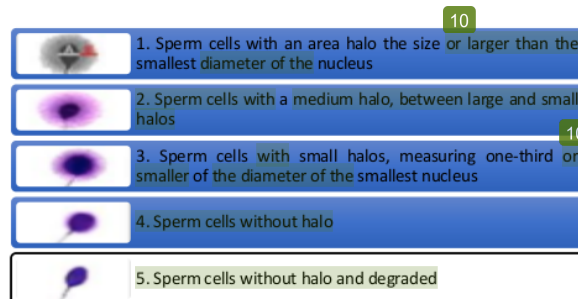 10
1. Sperm cells with an area halo the size or larger than the
smallest diameter of the nucleus
2. Sperm cells with a medium halo, between large and small
halos
3. Sperm cells with small halos, measuring one-third or
smaller of the diameter of the smallest nucleus
4. Sperm cells without halo
5. Sperm cells without halo and degraded